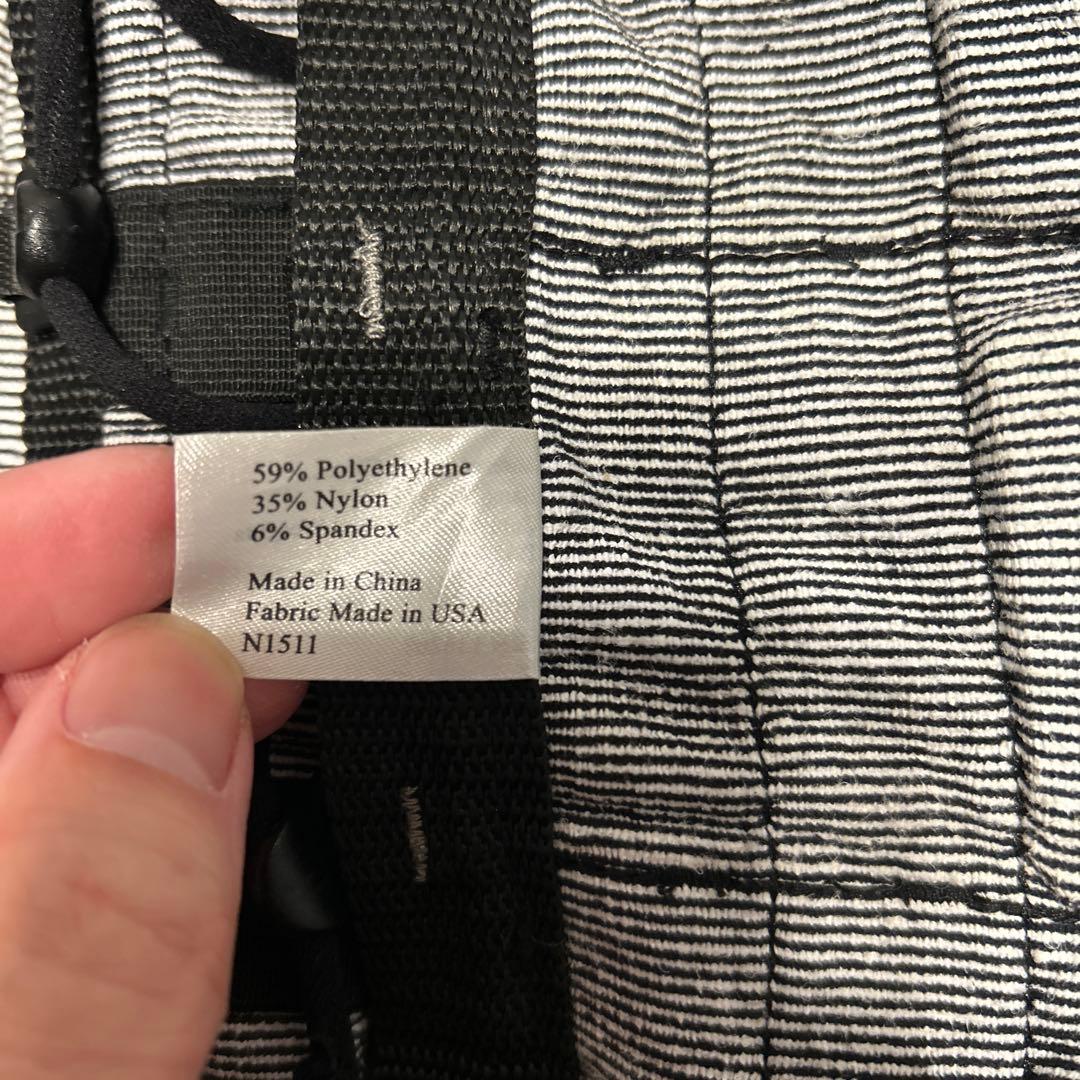 59% Polyethylene
35% Nylon
6% Spandex
Made in China
Fabric Made in USA
N1511